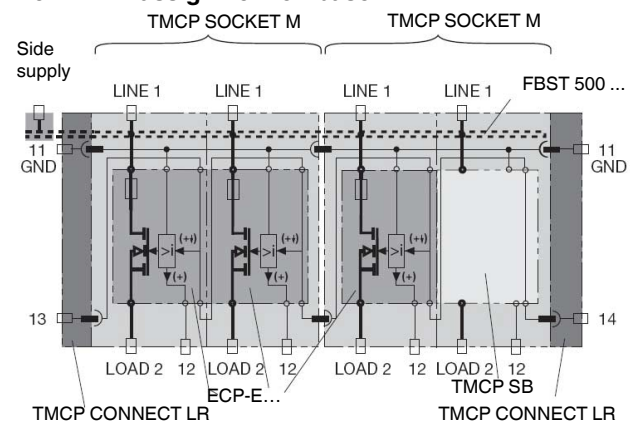 TMCP SOCKET M TMCP SOCKET M
Side
supply
LINE 1 LINE 1 LINE 1 LINE 1
FBST 500 ...
11 11
GND GND
>i (+i) >i (+i) >i (+i)
(+) (+) (+)
13 14
LOAD 2 12 LOAD 2 12 LOAD 2 12 LOAD 2 12
ECP-E... TMCP SB
TMCP CONNECT LR TMCP CONNECT LR